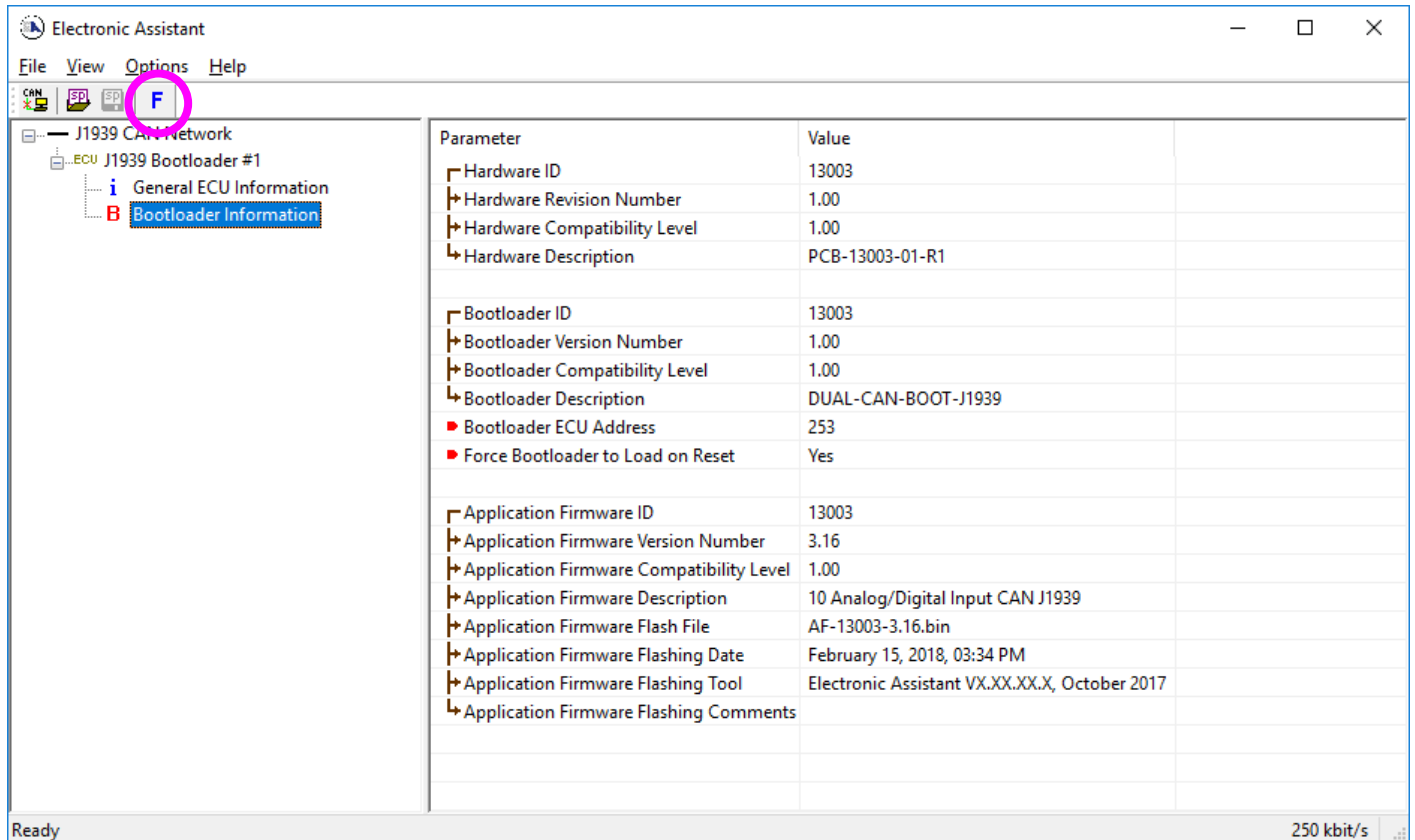 Electronic Assistant
File View Options Help
CAN SP SP F
J1939 CAN Network
ECU J1939 Bootloader #1
i General ECU Information
B Bootloader Information
Parameter Value
Hardware ID 13003
Hardware Revision Number 1.00
Hardware Compatibility Level 1.00
Hardware Description PCB-13003-01-R1
Bootloader ID 13003
Bootloader Version Number 1.00
Bootloader Compatibility Level 1.00
Bootloader Description DUAL-CAN-BOOT-J1939
Bootloader ECU Address 253
Force Bootloader to Load on Reset Yes
Application Firmware ID 13003
Application Firmware Version Number 3.16
Application Firmware Compatibility Level 1.00
Application Firmware Description 10 Analog/Digital Input CAN J1939
Application Firmware Flash File AF-13003-3.16.bin
Application Firmware Flashing Date February 15, 2018, 03:34 PM
Application Firmware Flashing Tool Electronic Assistant VX.XX.XX.X, October 2017
Application Firmware Flashing Comments
Ready 250 kbit/s